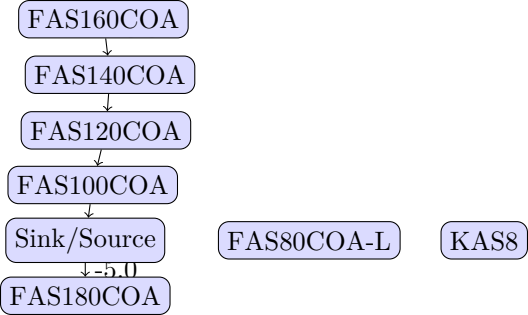 FAS160COA
FAS140COA
FAS120COA
FAS100COA
Sink/Source FAS80COA-L KAS8
-5.0
FAS180COA